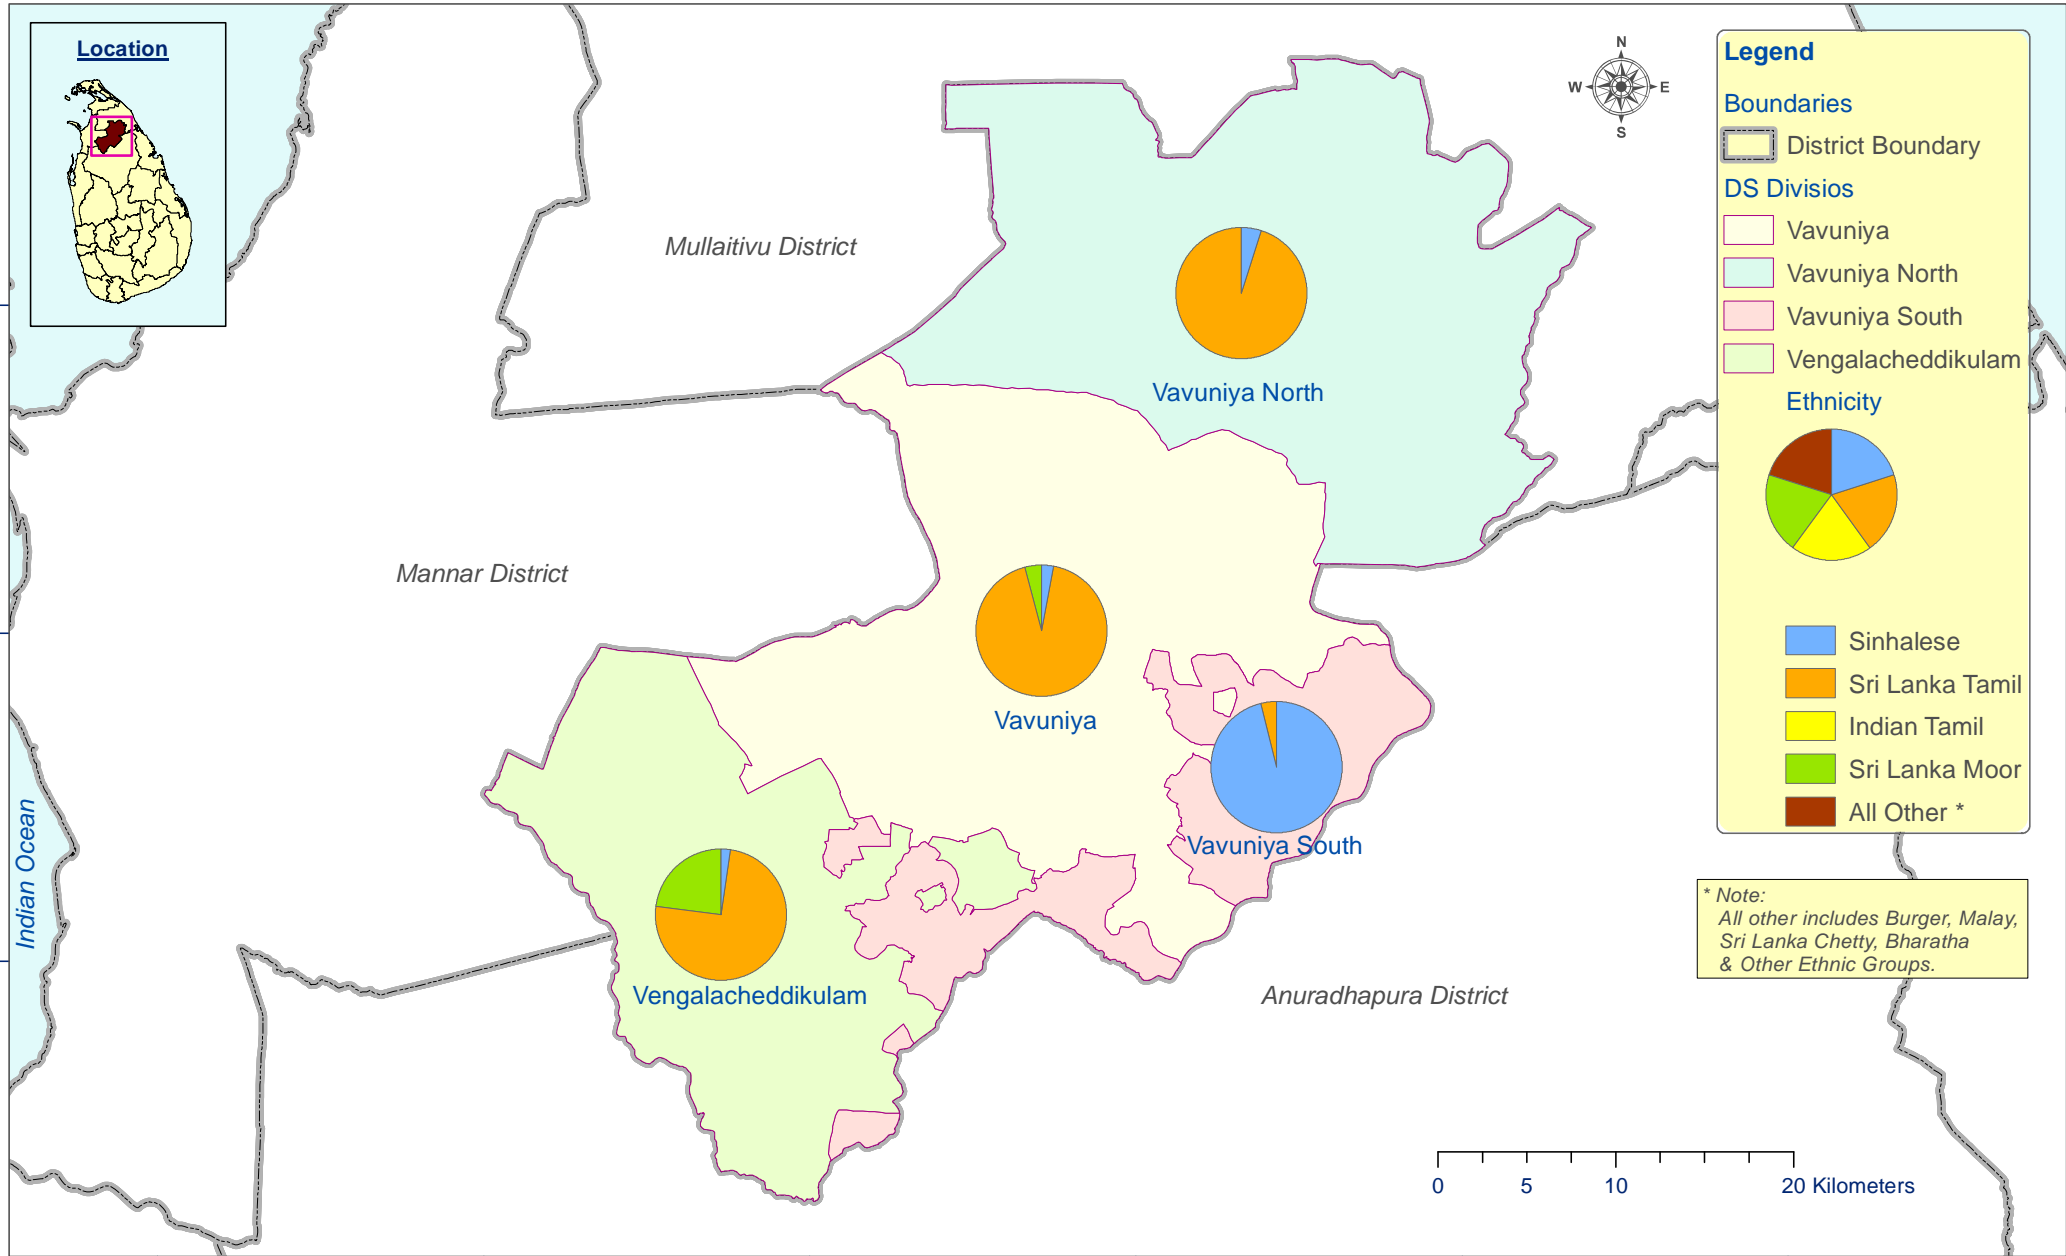 Location
N
W
E
S
Legend
Boundaries
District Boundary
DS Divisios
Vavuniya
Vavuniya North
Vavuniya South
Vengalacheddikulam
Ethnicity
Sinhalese
Sri Lanka Tamil
Indian Tamil
Sri Lanka Moor
All Other *
* Note:
All other includes Burger, Malay,
Sri Lanka Chetty, Bharatha
& Other Ethnic Groups.
Mullaitivu District
Vavuniya North
Mannar District
Vavuniya
Vavuniya South
Indian Ocean
Vengalacheddikulam
Anuradhapura District
0 5 10 20 Kilometers